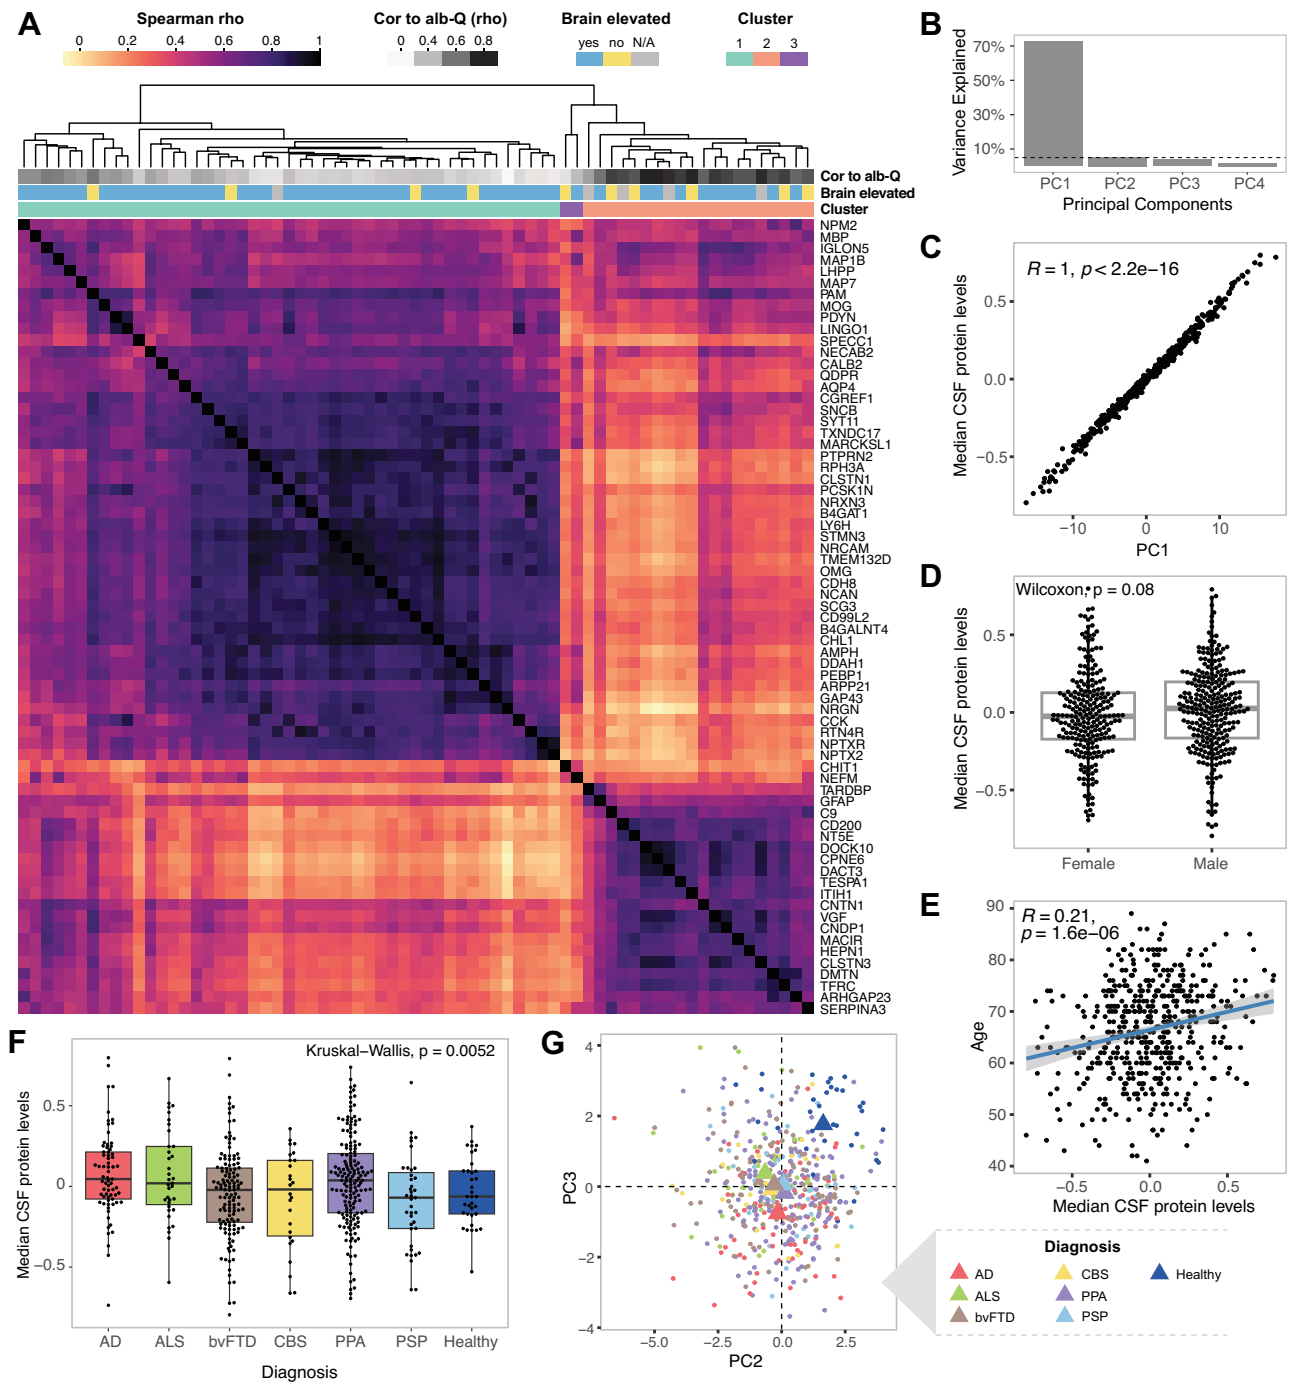 A
Spearman rho
0 0.2 0.4 0.6 0.8 1
Cor to alb-Q (rho)
0 0.4 0.6 0.8
Brain elevated
yes no N/A
Cluster
1 2 3
Cor to alb-Q
Brain elevated
Cluster
NPM2
MBP
IGLON5
MAP1B
LHPP
MAP7
PAM
MOG
PDYN
LINGO1
SPECC1
NECAB2
CALB2
QDPR
AQP4
CGREF1
SNCB
SYT11
TXNDC17
MARCKSL1
PTPRN2
RPH3A
CLSTN1
PCSK1N
NRXN3
B4GAT1
LY6H
STMN3
NRCAM
TMEM132D
OMG
CDH8
NCAN
SCG3
CD99L2
B4GALNT4
CHL1
AMPH
DDAH1
PEBP1
ARPP21
GAP43
NRGN
CCK
RTN4R
NPTXR
NPTX2
CHIT1
NEFM
TARDBP
GFAP
C9
CD200
NT5E
DOCK10
CPNE6
DACT3
TESPA1
ITIH1
CNTN1
VGF
CNDP1
MACIR
HEPN1
CLSTN3
DMTN
TFRC
ARHGAP23
SERPINA3
B
Variance Explained
70%
50%
30%
10%
PC1 PC2 PC3 PC4
Principal Components
C
R = 1, p < 2.2e−16
Median CSF protein levels
0.5
0.0
−0.5
−10 0 10
PC1
D
Wilcoxon, p = 0.08
Median CSF protein levels
0.5
0.0
−0.5
Female Male
E
R = 0.21,
p = 1.6e−06
Age
90
80
70
60
50
40
−0.5 0.0 0.5
Median CSF protein levels
F
Kruskal−Wallis, p = 0.0052
Median CSF protein levels
0.5
0
−0.5
AD ALS bvFTD CBS PPA PSP Healthy
Diagnosis
G
PC3
4
2
0
−2
−4
−5.0 −2.5 0.0 2.5
PC2
Diagnosis
AD CBS Healthy
ALS PPA
bvFTD PSP